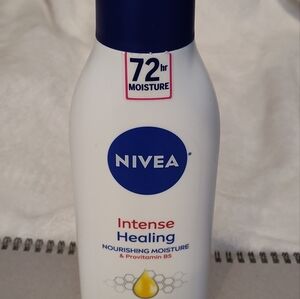 72hr
MOISTURE
NIVEA
Intense
Healing
NOURISHING MOISTURE
& Provitamin B5